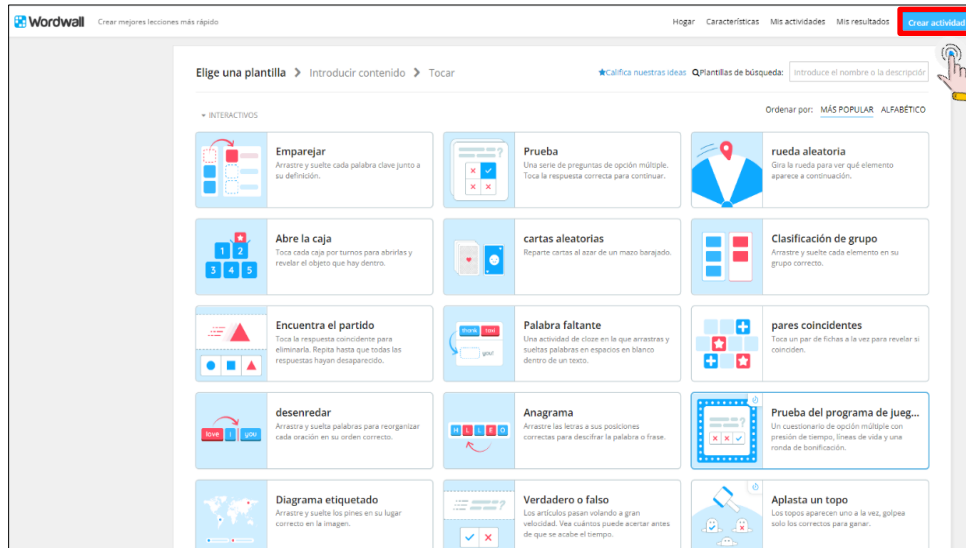 Wordwall Crear mejores lecciones más rápido Hogar Características Mis actividades Mis resultados Crear actividad
Elige una plantilla > Introducir contenido > Tocar Califica nuestras ideas Plantillas de búsqueda: Introduce el nombre o la descripción
INTERACTIVOS Ordenar por: MÁS POPULAR ALFABÉTICO
Emparejar
Arrastre y suelte cada palabra clave junto a
su definición.
Prueba
Una serie de preguntas de opción múltiple.
Toca la respuesta correcta para continuar.
rueda aleatoria
Gira la rueda para ver qué elemento
aparece a continuación.
1 2
3 4 5
Abre la caja
Toca cada caja por turnos para abrirlas y
revelar el objeto que hay dentro.
cartas aleatorias
Reparte cartas al azar de un mazo barajado.
Clasificación de grupo
Arrastre y suelte cada elemento en su
grupo correcto.
Encuentra el partido
Toca la respuesta coincidente para
eliminarla. Repita hasta que todas las
respuestas hayan desaparecido.
thank taxi
you!
Palabra faltante
Una actividad de cloze en la que arrastras y
sueltas palabras en espacios en blanco
dentro de un texto.
pares coincidentes
Toca un par de fichas a la vez para revelar si
coinciden.
love I you
desenredar
Arrastra y suelta palabras para reorganizar
cada oración en su orden correcto.
H L L E O
Anagrama
Arrastre las letras a sus posiciones
correctas para descifrar la palabra o frase.
?
Prueba del programa de jueg...
Un cuestionario de opción múltiple con
presión de tiempo, líneas de vida y una
ronda de bonificación.
Diagrama etiquetado
Arrastre y suelte los pines en su lugar
correcto en la imagen.
Verdadero o falso
Los artículos pasan volando a gran
velocidad. Vea cuántos puede acertar antes
de que se acabe el tiempo.
Aplasta un topo
Los topos aparecen uno a la vez, golpea
solo los correctos para ganar.